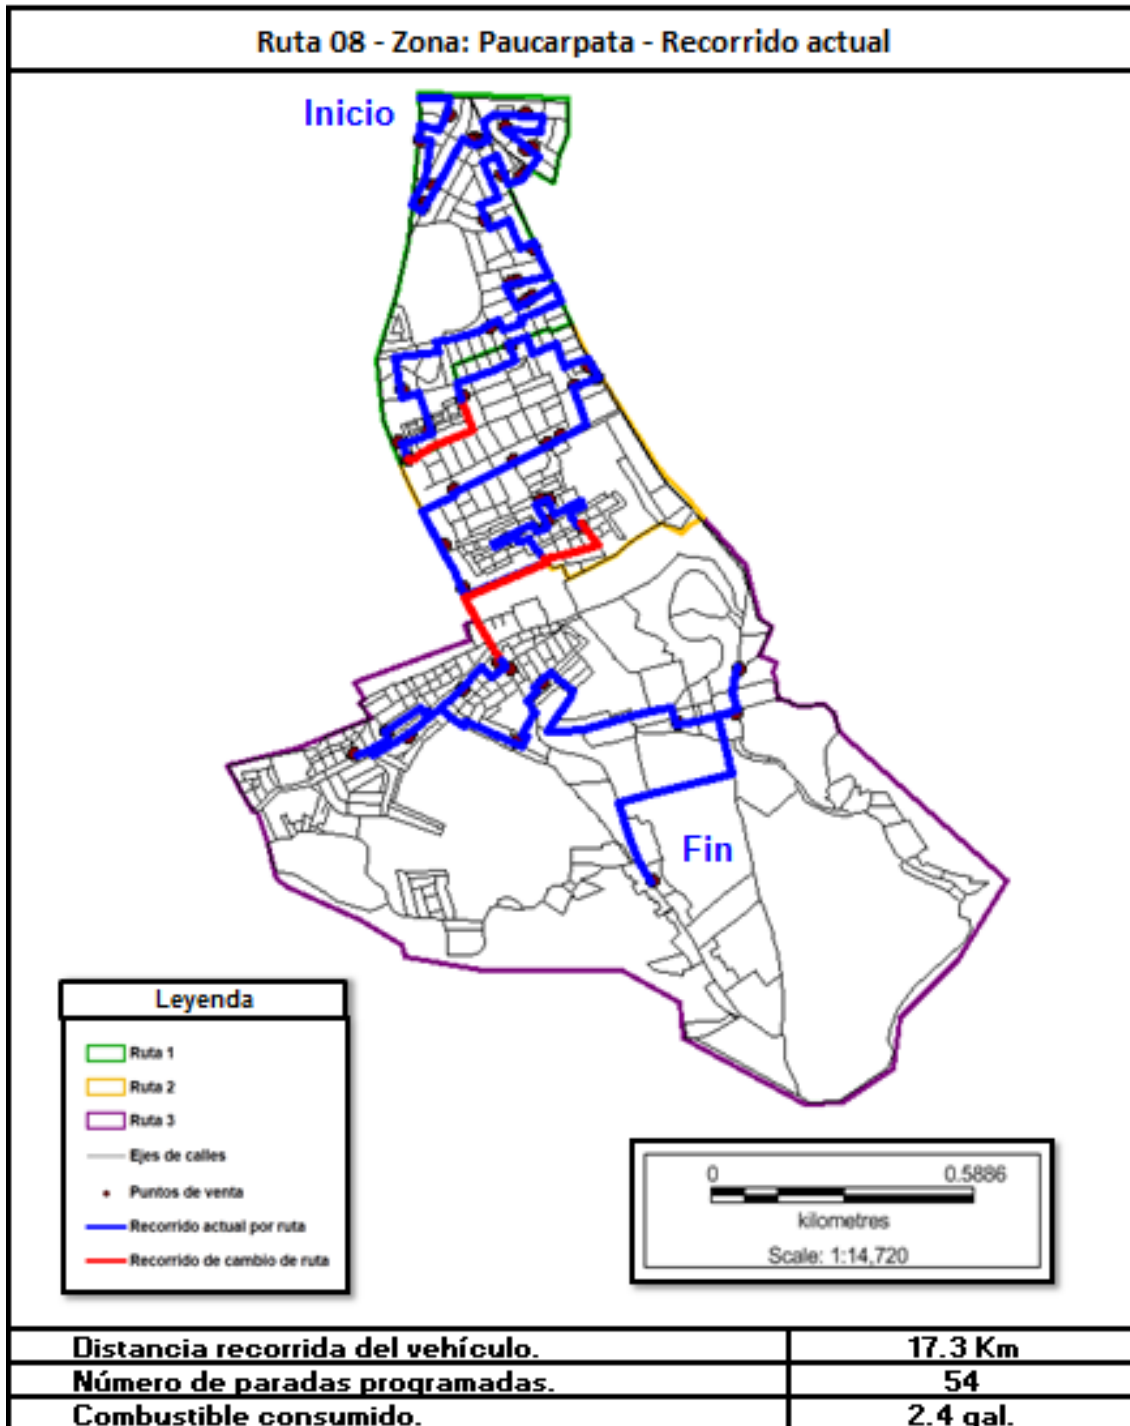 Ruta 08 - Zona: Paucarpata - Recorrido actual
Inicio
Fin
Leyenda
Ruta 1
Ruta 2
Ruta 3
Ejes de calles
Puntos de venta
Recorrido actual por ruta
Recorrido de cambio de ruta
0 0.5886
kilometres
Scale: 1:14,720
Distancia recorrida del vehículo. 17.3 Km
Número de paradas programadas. 54
Combustible consumido. 2.4 gal.